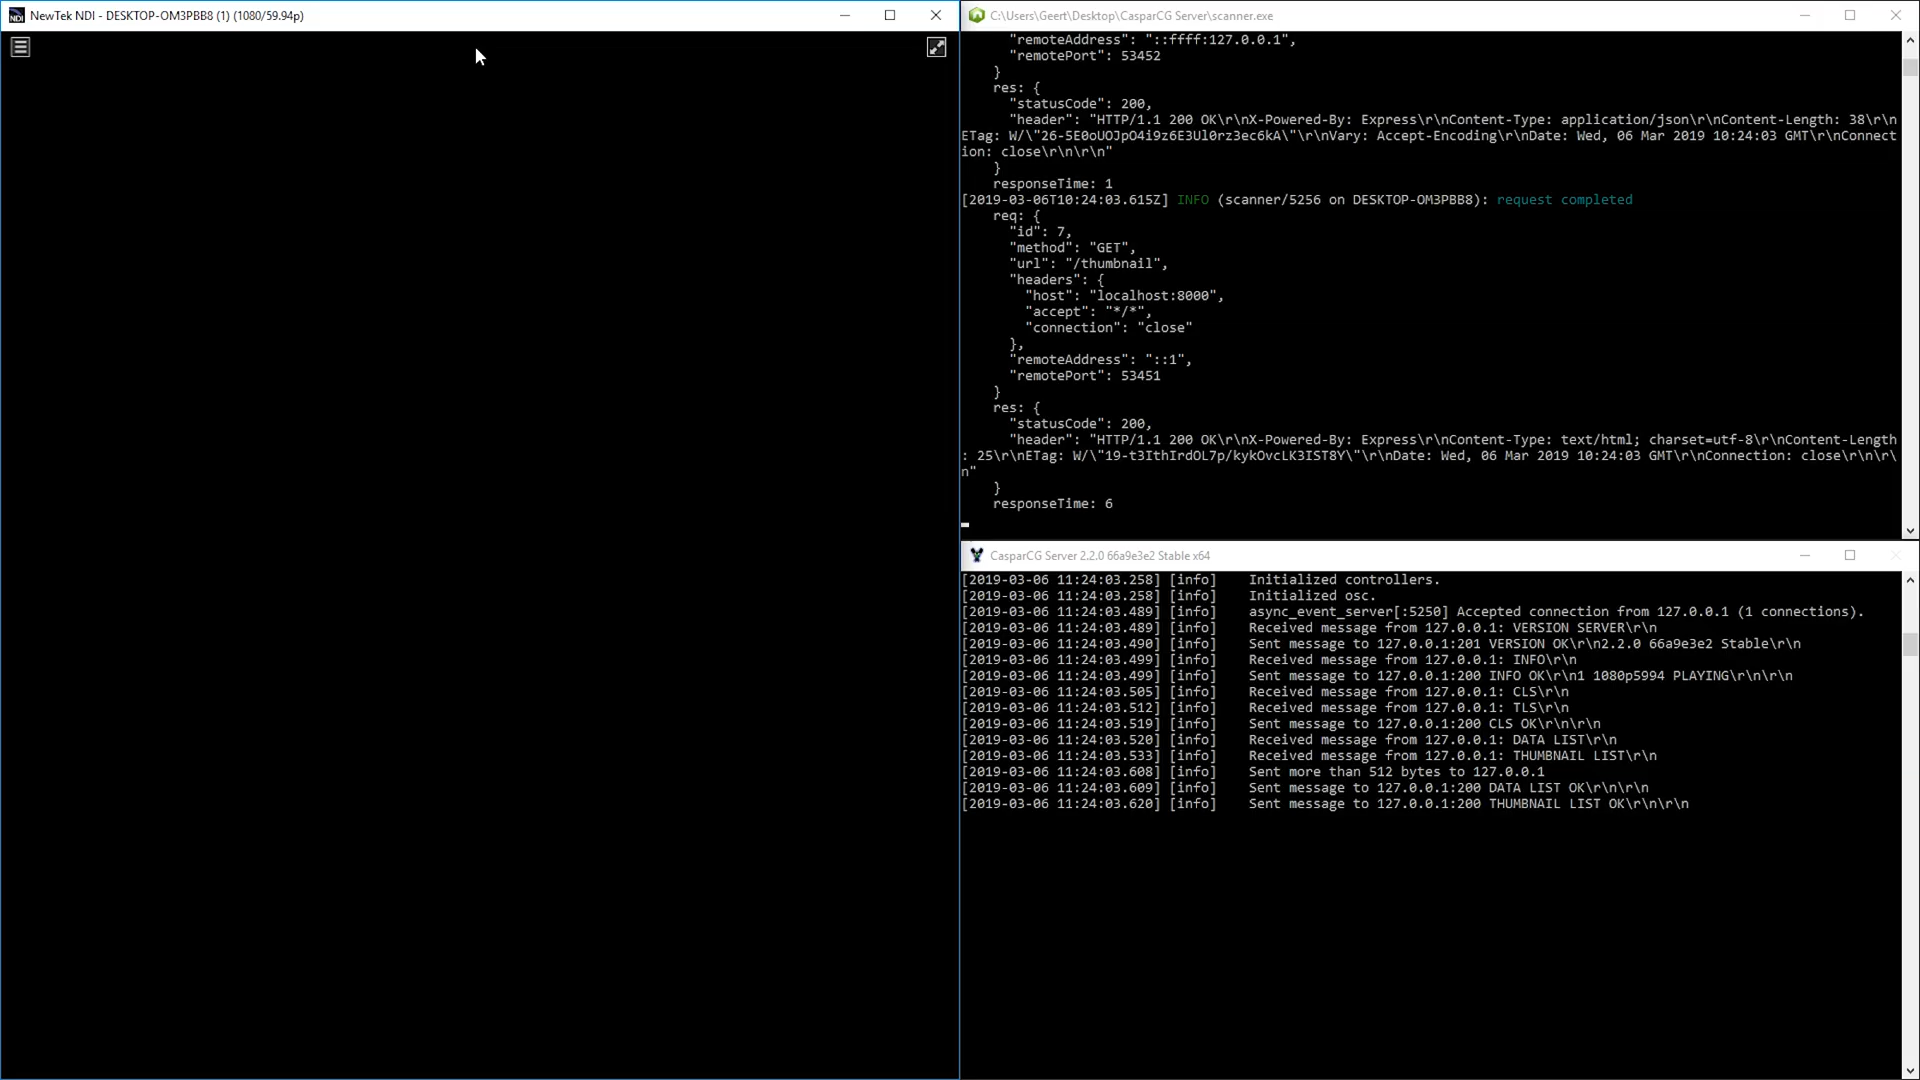 NewTek NDI - DESKTOP-OM3PBB8 (1) (1080/59.94p)
C:\Users\Geert\Desktop\CasparCG Server\scanner.exe
"remoteAddress": "::ffff:127.0.0.1",
"remotePort": 53452
}
res: {
"statusCode": 200,
"header": "HTTP/1.1 200 OK\r\nX-Powered-By: Express\r\nContent-Type: application/json\r\nContent-Length: 38\r\n
ETag: W/\"26-5E0oUOJpO4i9z6E3Ul0rz3ec6kA\"\r\nVary: Accept-Encoding\r\nDate: Wed, 06 Mar 2019 10:24:03 GMT\r\nConnect
ion: close\r\n\r\n"
}
responseTime: 1
[2019-03-06T10:24:03.615Z] INFO (scanner/5256 on DESKTOP-OM3PBB8): request completed
req: {
"id": 7,
"method": "GET",
"url": "/thumbnail",
"headers": {
"host": "localhost:8000",
"accept": "*/*",
"connection": "close"
},
"remoteAddress": "::1",
"remotePort": 53451
}
res: {
"statusCode": 200,
"header": "HTTP/1.1 200 OK\r\nX-Powered-By: Express\r\nContent-Type: text/html; charset=utf-8\r\nContent-Length
: 25\r\nETag: W/\"19-t3IthIrdOL7p/kykOvcLK3IST8Y\"\r\nDate: Wed, 06 Mar 2019 10:24:03 GMT\r\nConnection: close\r\n\r\
n"
}
responseTime: 6
CasparCG Server 2.2.0 66a9e3e2 Stable x64
[2019-03-06 11:24:03.258] [info] Initialized controllers.
[2019-03-06 11:24:03.258] [info] Initialized osc.
[2019-03-06 11:24:03.489] [info] async_event_server[:5250] Accepted connection from 127.0.0.1 (1 connections).
[2019-03-06 11:24:03.489] [info] Received message from 127.0.0.1: VERSION SERVER\r\n
[2019-03-06 11:24:03.490] [info] Sent message to 127.0.0.1:201 VERSION OK\r\n2.2.0 66a9e3e2 Stable\r\n
[2019-03-06 11:24:03.499] [info] Received message from 127.0.0.1: INFO\r\n
[2019-03-06 11:24:03.499] [info] Sent message to 127.0.0.1:200 INFO OK\r\n1 1080p5994 PLAYING\r\n\r\n
[2019-03-06 11:24:03.505] [info] Received message from 127.0.0.1: CLS\r\n
[2019-03-06 11:24:03.512] [info] Received message from 127.0.0.1: TLS\r\n
[2019-03-06 11:24:03.519] [info] Sent message to 127.0.0.1:200 CLS OK\r\n\r\n
[2019-03-06 11:24:03.520] [info] Received message from 127.0.0.1: DATA LIST\r\n
[2019-03-06 11:24:03.533] [info] Received message from 127.0.0.1: THUMBNAIL LIST\r\n
[2019-03-06 11:24:03.608] [info] Sent more than 512 bytes to 127.0.0.1
[2019-03-06 11:24:03.609] [info] Sent message to 127.0.0.1:200 DATA LIST OK\r\n\r\n
[2019-03-06 11:24:03.620] [info] Sent message to 127.0.0.1:200 THUMBNAIL LIST OK\r\n\r\n